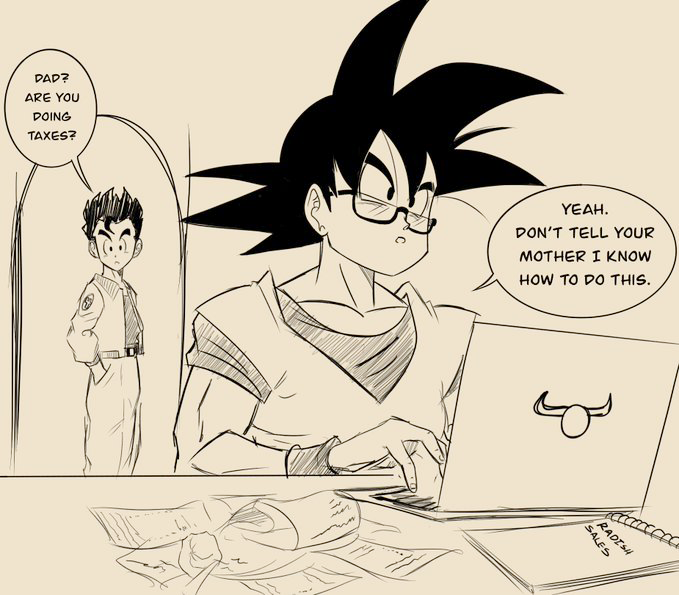 DAD?
ARE YOU
DOING
TAXES?
YEAH.
DON'T TELL YOUR
MOTHER I KNOW
HOW TO DO THIS.
RADISH
SALES